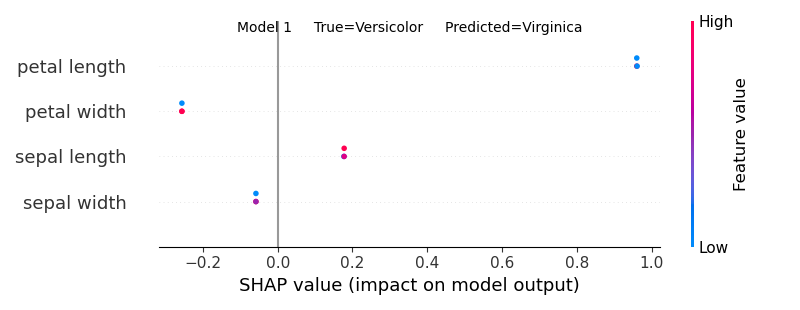 Model 1 True=Versicolor Predicted=Virginica
High
petal length
petal width
sepal length
sepal width
Feature value
Low
−0.2 0.0 0.2 0.4 0.6 0.8 1.0
SHAP value (impact on model output)